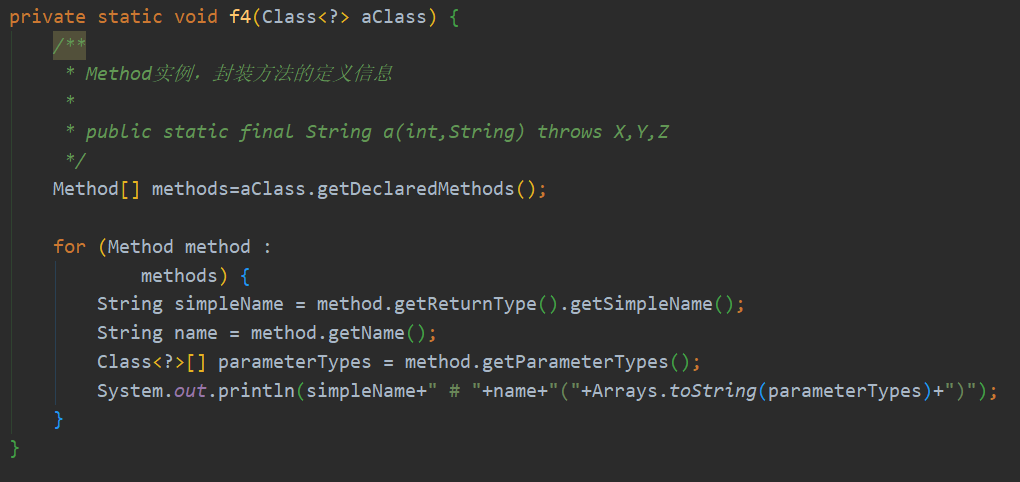 private static void f4(Class<?> aClass) {
/**
* Method实例，封装方法的定义信息
*
* public static final String a(int,String) throws X,Y,Z
*/
Method[] methods=aClass.getDeclaredMethods();
for (Method method :
methods) {
String simpleName = method.getReturnType().getSimpleName();
String name = method.getName();
Class<?>[] parameterTypes = method.getParameterTypes();
System.out.println(simpleName+" # "+name+"("+Arrays.toString(parameterTypes)+")");
}
}